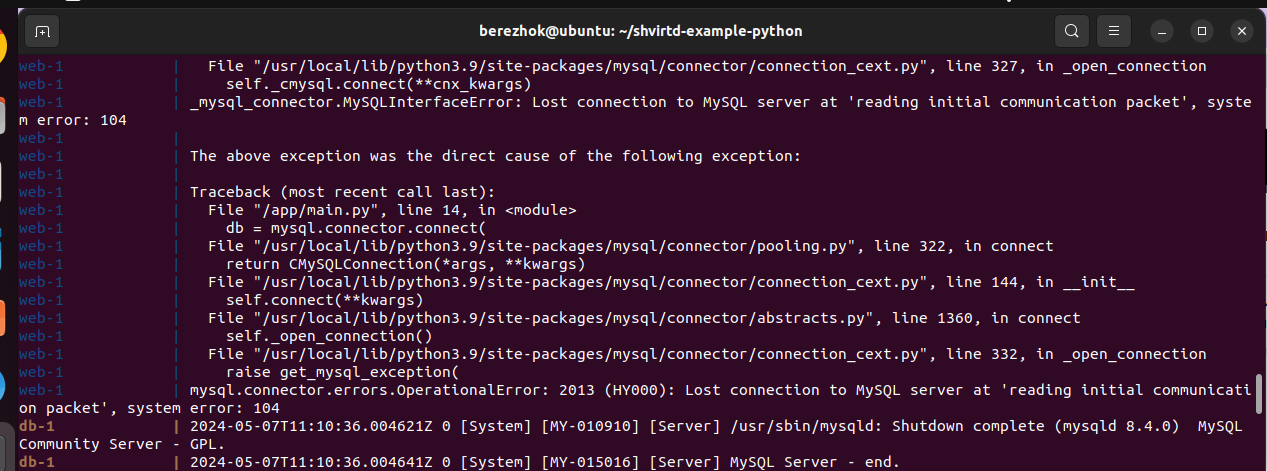 berezhok@ubuntu: ~/shvirtd-example-python
web-1 | File "/usr/local/lib/python3.9/site-packages/mysql/connector/connection_cext.py", line 327, in _open_connection
web-1 | self._cmysql.connect(**cnx_kwargs)
web-1 | _mysql_connector.MySQLInterfaceError: Lost connection to MySQL server at 'reading initial communication packet', syste
m error: 104
web-1 |
web-1 | The above exception was the direct cause of the following exception:
web-1 |
web-1 | Traceback (most recent call last):
web-1 | File "/app/main.py", line 14, in <module>
web-1 | db = mysql.connector.connect(
web-1 | File "/usr/local/lib/python3.9/site-packages/mysql/connector/pooling.py", line 322, in connect
web-1 | return CMySQLConnection(*args, **kwargs)
web-1 | File "/usr/local/lib/python3.9/site-packages/mysql/connector/connection_cext.py", line 144, in __init__
web-1 | self.connect(**kwargs)
web-1 | File "/usr/local/lib/python3.9/site-packages/mysql/connector/abstracts.py", line 1360, in connect
web-1 | self._open_connection()
web-1 | File "/usr/local/lib/python3.9/site-packages/mysql/connector/connection_cext.py", line 332, in _open_connection
web-1 | raise get_mysql_exception(
web-1 | mysql.connector.errors.OperationalError: 2013 (HY000): Lost connection to MySQL server at 'reading initial communicati
on packet', system error: 104
db-1 | 2024-05-07T11:10:36.004621Z 0 [System] [MY-010910] [Server] /usr/sbin/mysqld: Shutdown complete (mysqld 8.4.0)  MySQL
Community Server - GPL.
db-1 | 2024-05-07T11:10:36.004641Z 0 [System] [MY-015016] [Server] MySQL Server - end.